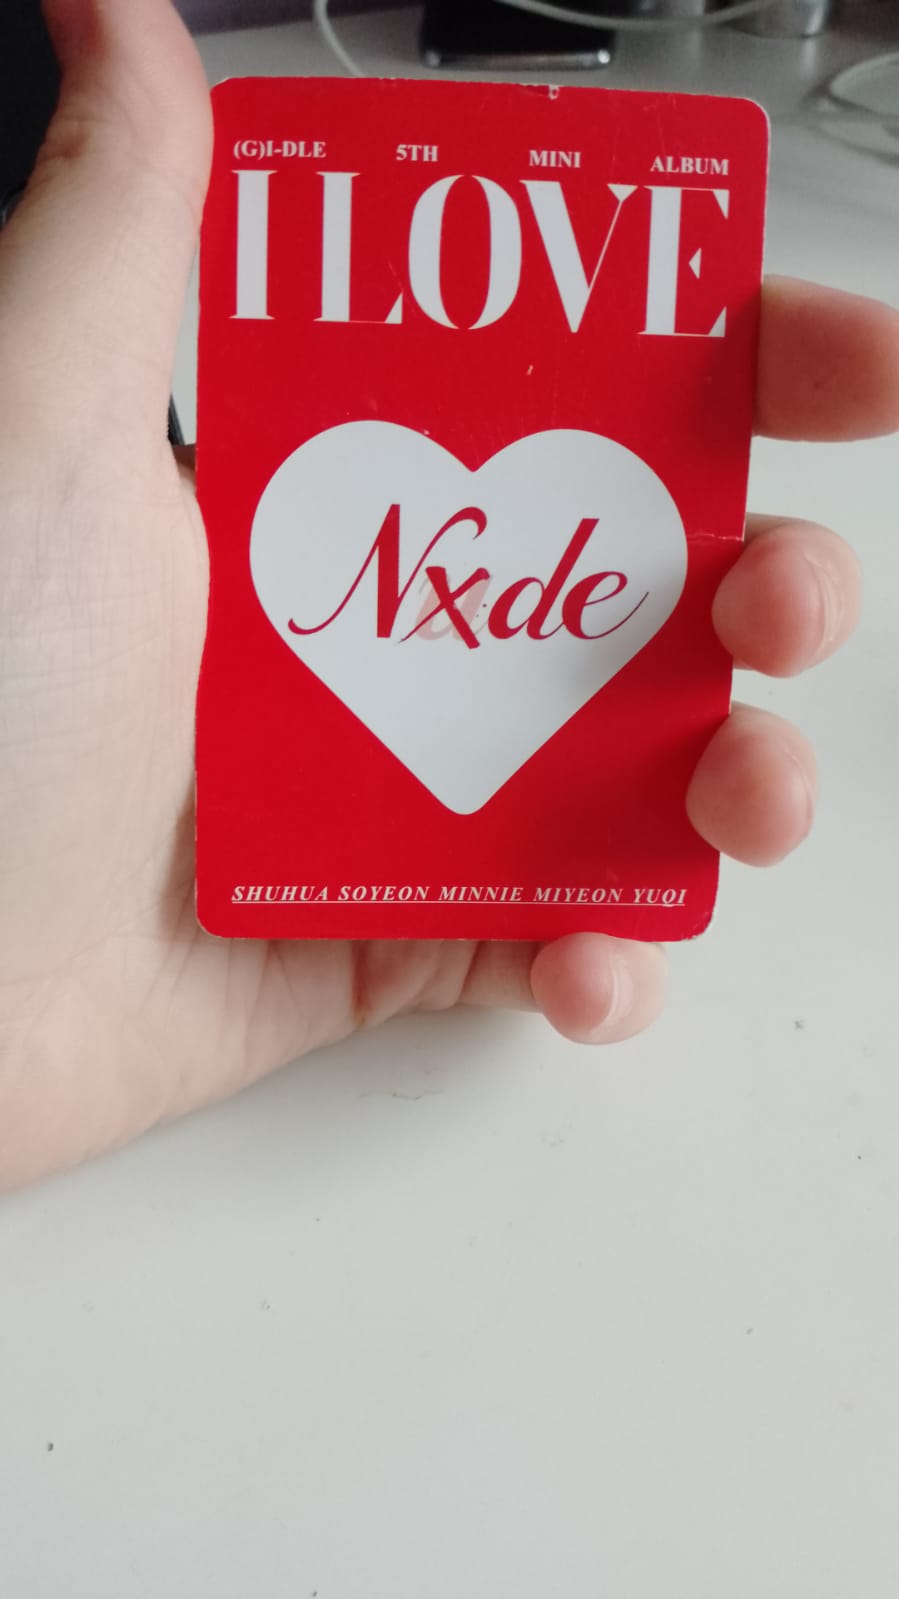 (G)I-DLE 5TH MINI ALBUM
I LOVE
Nxde
SHUHUA SOYEON MINNIE MIYEON YUQI